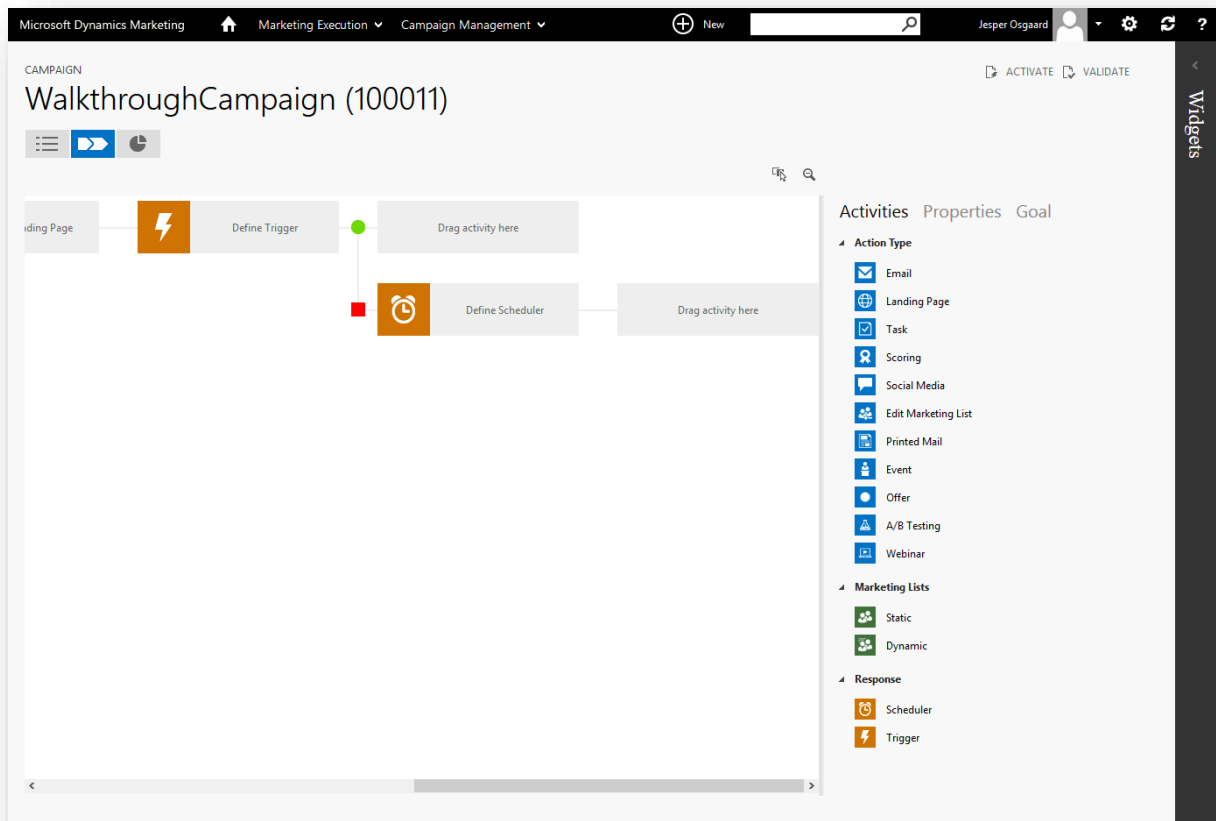 Microsoft Dynamics Marketing Marketing Execution Campaign Management New Jesper Osgaard ?
CAMPAIGN
ACTIVATE VALIDATE
WalkthroughCampaign (100011)
Widgets
Activities Properties Goal
Page Define Trigger Drag activity here
Define Scheduler Drag activity here
Action Type
Email
Landing Page
Task
Scoring
Social Media
Edit Marketing List
Printed Mail
Event
Offer
A/B Testing
Webinar
Marketing Lists
Static
Dynamic
Response
Scheduler
Trigger